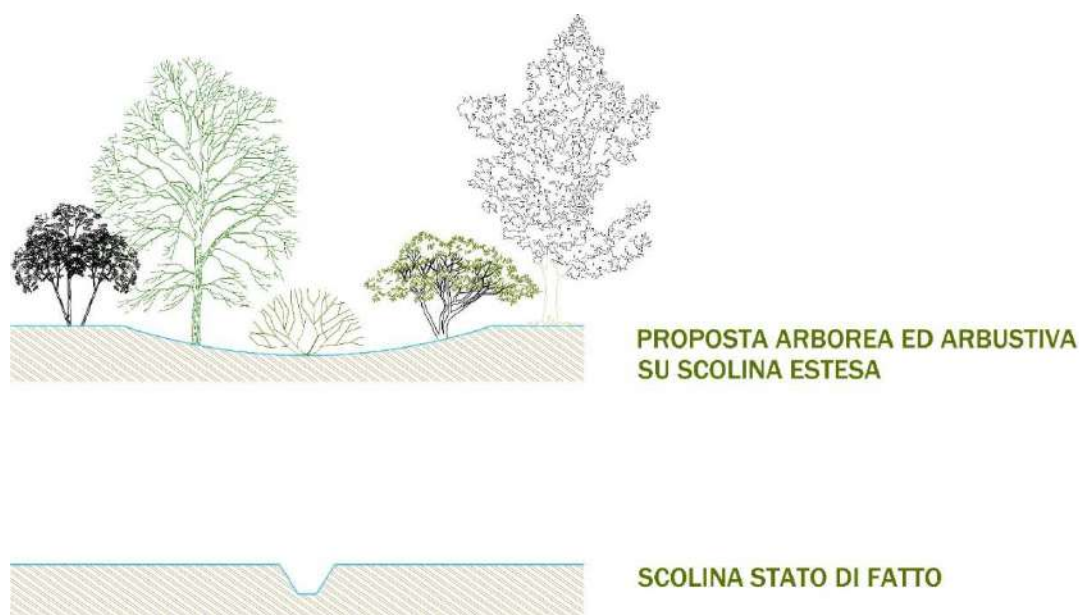 PROPOSTA ARBOREA ED ARBUSTIVA
SU SCOLINA ESTESA
SCOLINA STATO DI FATTO